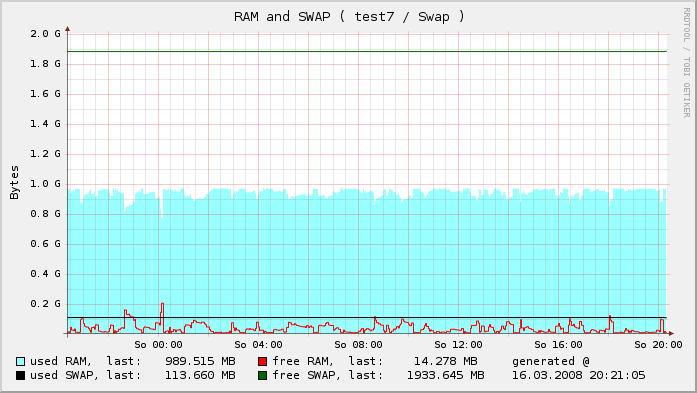 RAM and SWAP ( test7 / Swap )
RRDTOOL / TOBI OETIKER
Bytes
2.0 G
1.8 G
1.6 G
1.4 G
1.2 G
1.0 G
0.8 G
0.6 G
0.4 G
0.2 G
So 00:00 So 04:00 So 08:00 So 12:00 So 16:00 So 20:00
used RAM, last: 989.515 MB free RAM, last: 14.278 MB generated @
used SWAP, last: 113.660 MB free SWAP, last: 1933.645 MB 16.03.2008 20:21:05